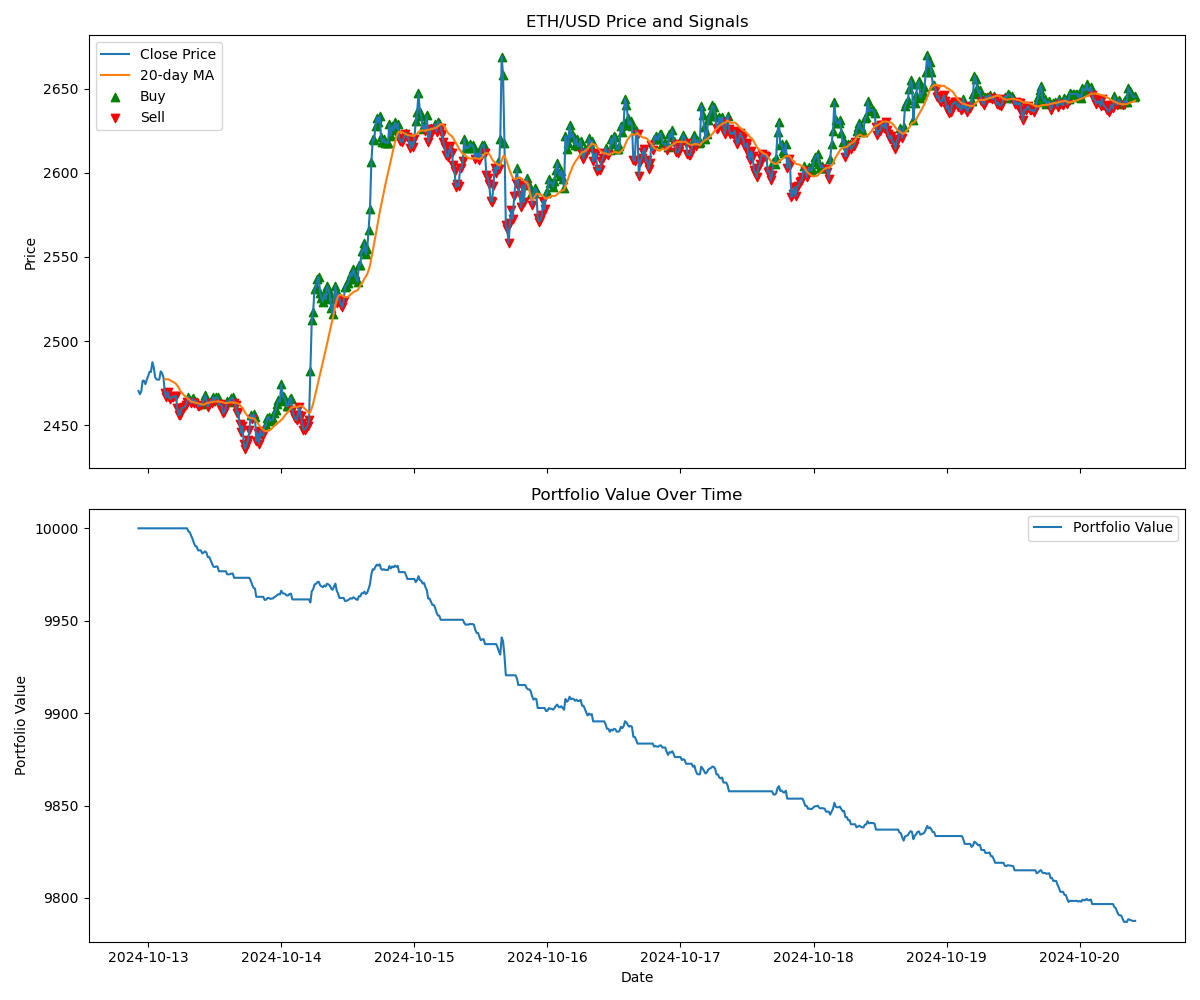 ETH/USD Price and Signals
Close Price
20-day MA
Buy
Sell
2650
2600
2550
2500
2450
Price
Portfolio Value Over Time
Portfolio Value
10000
9950
9900
9850
9800
Portfolio Value
2024-10-13 2024-10-14 2024-10-15 2024-10-16 2024-10-17 2024-10-18 2024-10-19 2024-10-20
Date